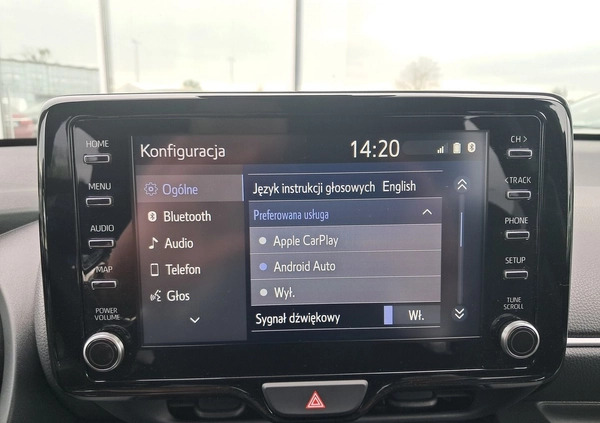 HOME
MENU
AUDIO
MAP
POWER
VOLUME
Konfiguracja 14:20
Ogólne
Bluetooth
Audio
Telefon
Głos
Język instrukcji głosowych English
Preferowana usługa
Apple CarPlay
Android Auto
Wył.
Sygnał dźwiękowy Wł.
CH >
< TRACK
PHONE
SETUP
TUNE
SCROLL